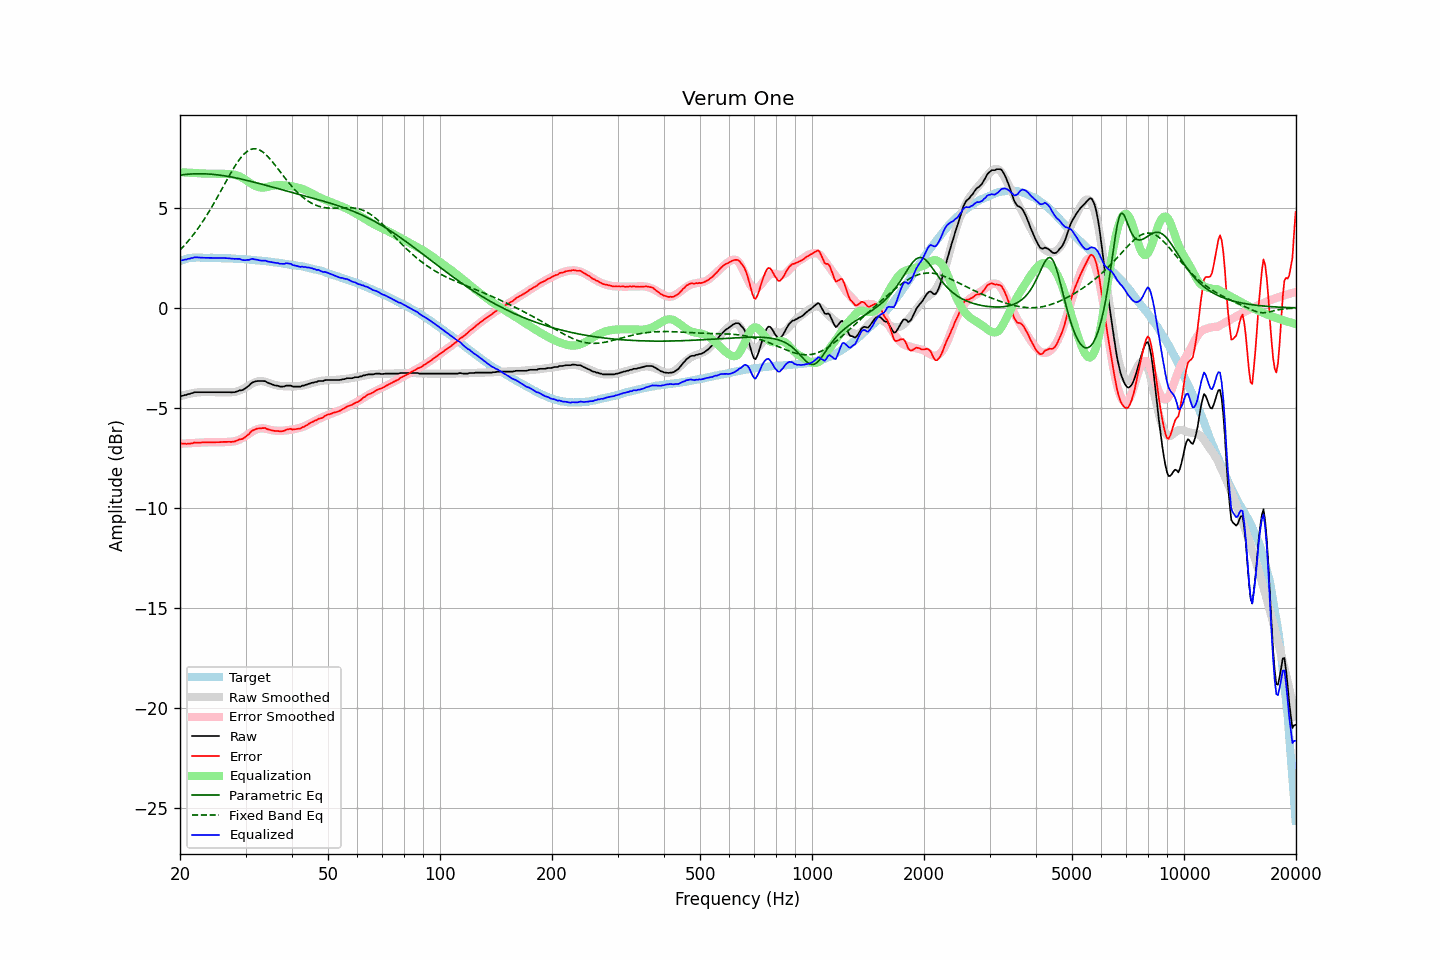 Verum One
Amplitude (dBr)
5
0
−5
−10
−15
−20
−25
Target
Raw Smoothed
Error Smoothed
Raw
Error
Equalization
Parametric Eq
Fixed Band Eq
Equalized
20 50 100 200 500 1000 2000 5000 10000 20000
Frequency (Hz)